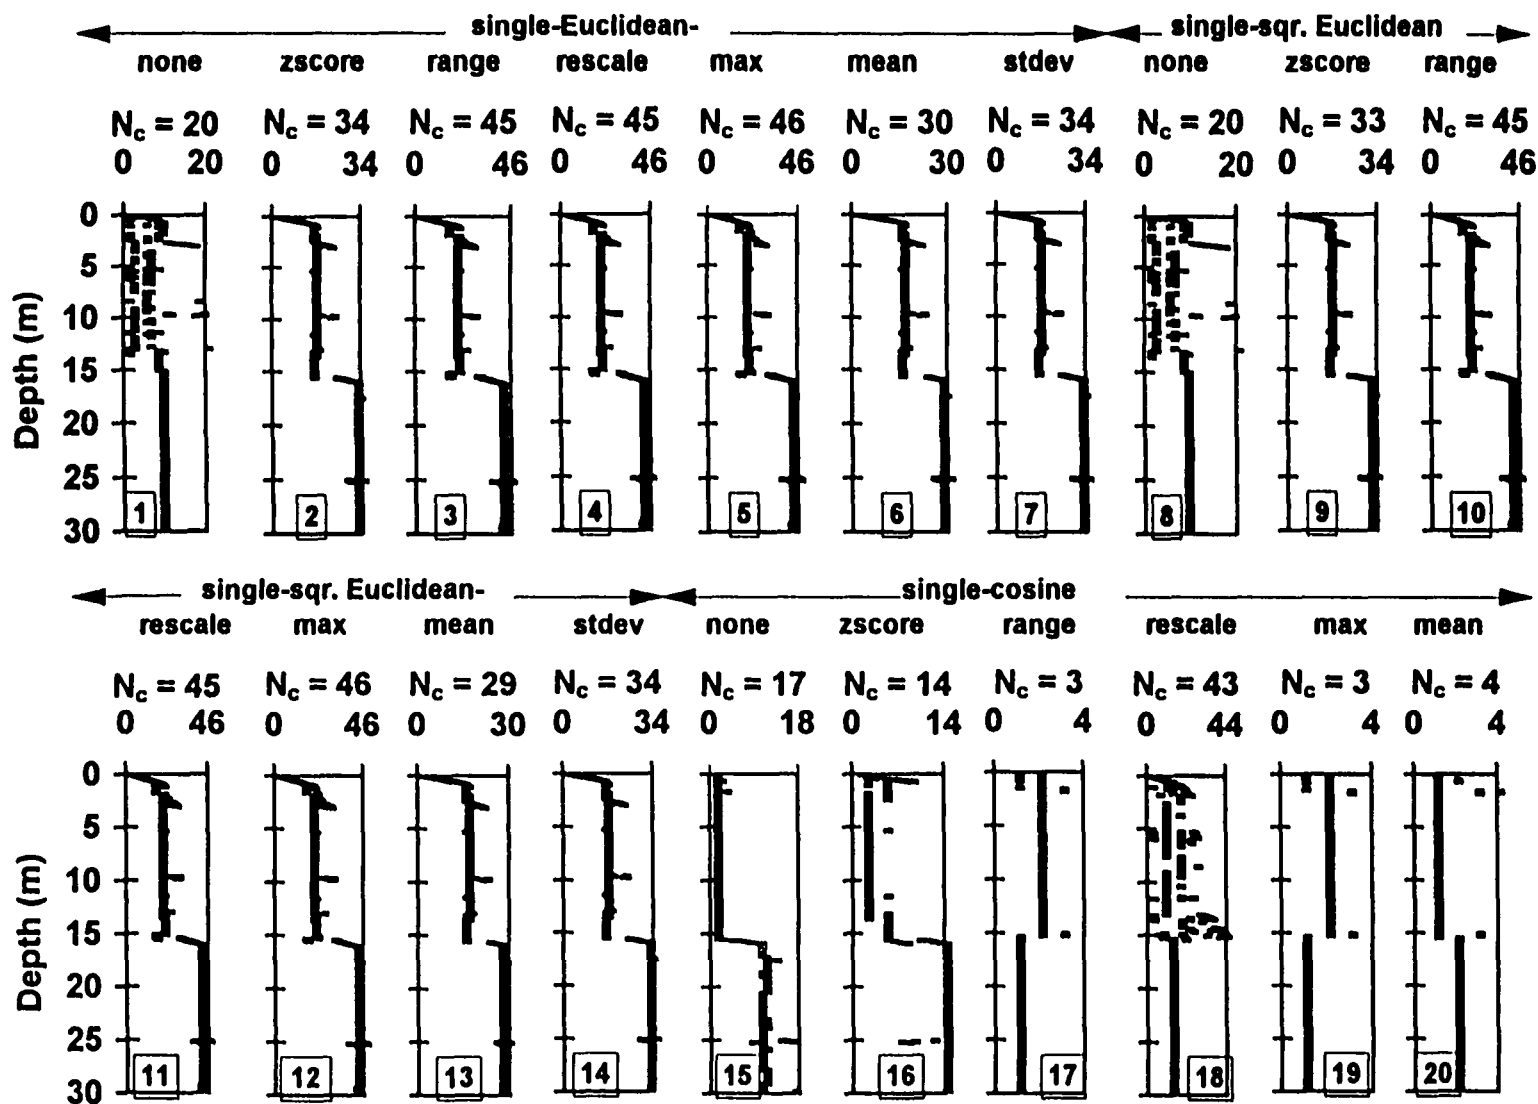 single-Euclidean- single-sqr. Euclidean
none zscore range rescale max mean stdev none zscore range
Nc = 20 Nc = 34 Nc = 45 Nc = 45 Nc = 46 Nc = 30 Nc = 34 Nc = 20 Nc = 33 Nc = 45
0 20 0 34 0 46 0 46 0 46 0 30 0 34 0 20 0 34 0 46
0
5
10
15
20
25
30
Depth (m)
1 2 3 4 5 6 7 8 9 10
single-sqr. Euclidean- single-cosine
rescale max mean stdev none zscore range rescale max mean
Nc = 45 Nc = 46 Nc = 29 Nc = 34 Nc = 17 Nc = 14 Nc = 3 Nc = 43 Nc = 3 Nc = 4
0 46 0 46 0 30 0 34 0 18 0 14 0 4 0 44 0 4 0 4
0
5
10
15
20
25
30
Depth (m)
11 12 13 14 15 16 17 18 19 20